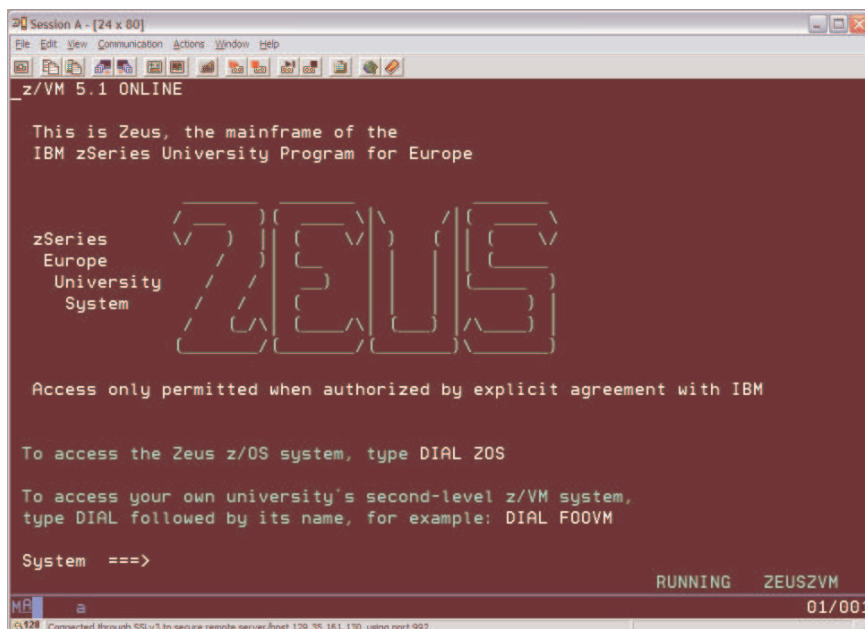 Session A - [24 x 80]
File Edit View Communication Actions Window Help
z/VM 5.1 ONLINE
This is Zeus, the mainframe of the
IBM zSeries University Program for Europe
ZEUS
zSeries
Europe
University
System
Access only permitted when authorized by explicit agreement with IBM
To access the Zeus z/OS system, type DIAL ZOS
To access your own university's second-level z/VM system,
type DIAL followed by its name, for example: DIAL FOOVM
System ===>
RUNNING ZEUSZVM
MA a 01/001
128 Connected through SSLv3 to secure remote server/host 129.35.161.130 using port 992